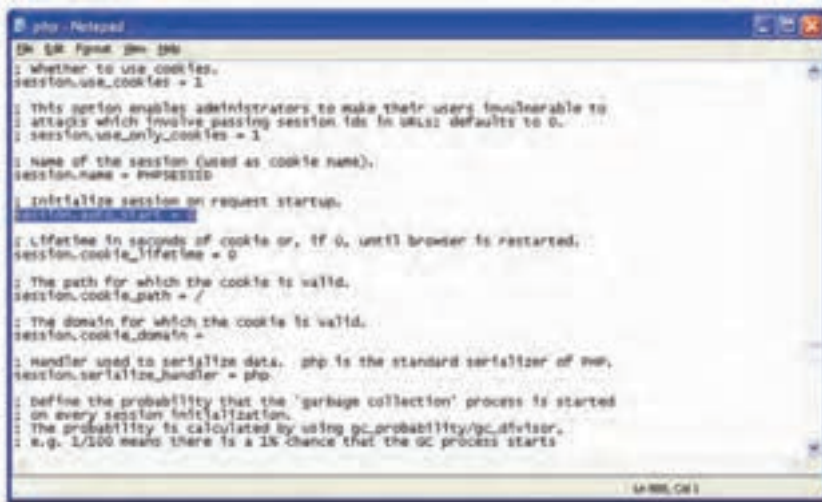 php - Notepad
File Edit Format View Help
; Whether to use cookies.
session.use_cookies = 1
; This option enables administrators to make their users invulnerable to
; attacks which involve passing session ids in URLs; defaults to 0.
; session.use_only_cookies = 1
; Name of the session (used as cookie name).
session.name = PHPSESSID
; Initialize session on request startup.
session.auto_start = 
; Lifetime in seconds of cookie or, if 0, until browser is restarted.
session.cookie_lifetime = 0
; The path for which the cookie is valid.
session.cookie_path = /
; The domain for which the cookie is valid.
session.cookie_domain =
; Handler used to serialize data. php is the standard serializer of PHP.
session.serialize_handler = php
; Define the probability that the 'garbage collection' process is started
; on every session initialization.
; The probability is calculated by using gc_probability/gc_divisor,
; e.g. 1/100 means there is a 1% chance that the GC process starts
Col 1